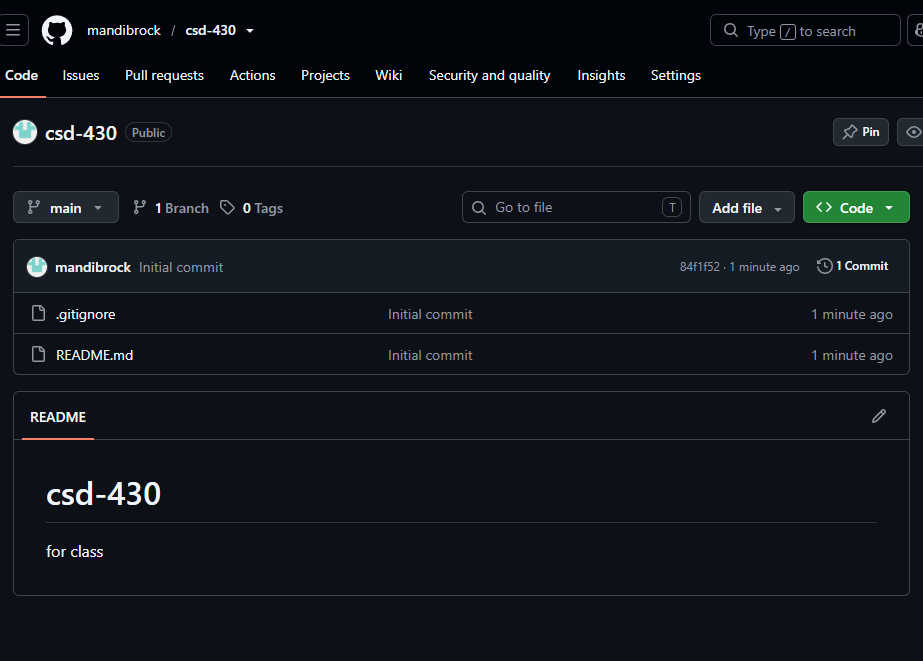 mandibrock / csd-430
Type / to search
Code Issues Pull requests Actions Projects Wiki Security and quality Insights Settings
csd-430 Public
Pin
main 1 Branch 0 Tags Go to file T Add file Code
mandibrock Initial commit 84f1f52 · 1 minute ago 1 Commit
.gitignore Initial commit 1 minute ago
README.md Initial commit 1 minute ago
README
csd-430
for class